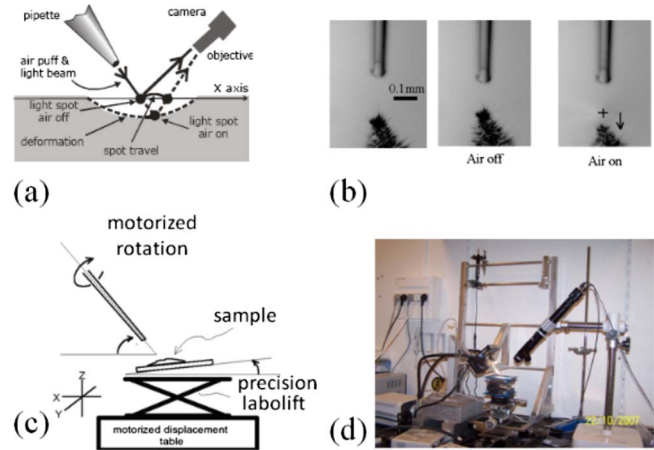 pipette
camera
objective
air puff &
light beam
X axis
light spot
air off
light spot
air on
deformation
spot travel
(a)
0.1mm
+
Air off
Air on
(b)
motorized
rotation
sample
precision
labolift
Z
X
Y
motorized displacement
table
(c)
10/2007
(d)